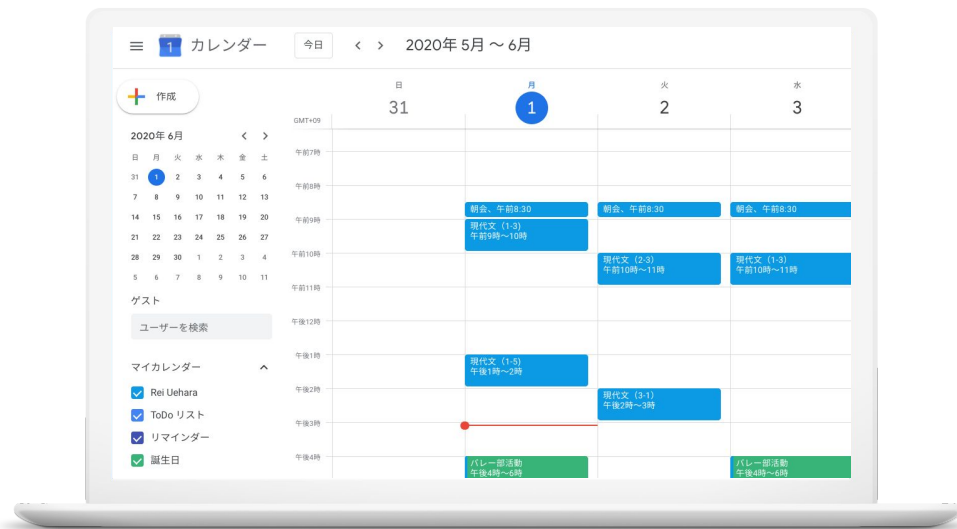 カレンダー
今日
2020年 5月 ～ 6月
作成
2020年 6月
日 月 火 水 木 金 土
31 1 2 3 4 5 6
7 8 9 10 11 12 13
14 15 16 17 18 19 20
21 22 23 24 25 26 27
28 29 30 1 2 3 4
5 6 7 8 9 10 11
ゲスト
ユーザーを検索
マイカレンダー
Rei Uehara
ToDo リスト
リマインダー
誕生日
日 月 火 水
31 1 2 3
GMT+09
午前7時
午前8時
朝会、午前8:30 朝会、午前8:30 朝会、午前8:30
午前9時
現代文（1-3）
午前9時～10時
午前10時
現代文（2-3） 現代文（1-3）
午前10時～11時 午前10時～11時
午前11時
午後12時
午後1時
現代文（1-5）
午後1時～2時
午後2時
現代文（3-1）
午後2時～3時
午後3時
午後4時
バレー部活動 バレー部活動
午後4時～6時 午後4時～6時